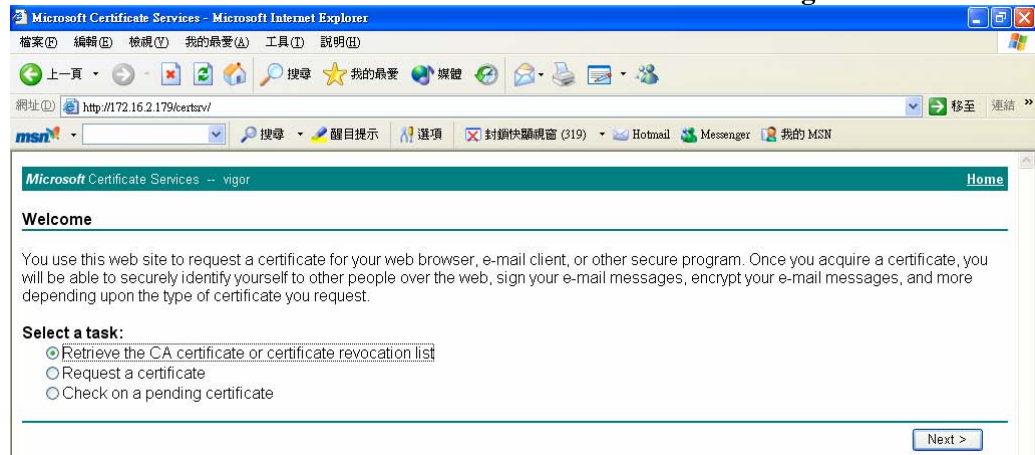 Microsoft Certificate Services - Microsoft Internet Explorer
檔案(F) 編輯(E) 檢視(V) 我的最愛(A) 工具(T) 說明(H)
上一頁 搜尋 我的最愛 媒體
網址(D) http://172.16.2.179/certsrv/ 移至 連結 »
msn 搜尋 醒目提示 選項 封鎖快顯視窗 (319) Hotmail Messenger 我的 MSN
Microsoft Certificate Services -- vigor Home
Welcome
You use this web site to request a certificate for your web browser, e-mail client, or other secure program. Once you acquire a certificate, you
will be able to securely identify yourself to other people over the web, sign your e-mail messages, encrypt your e-mail messages, and more
depending upon the type of certificate you request.
Select a task:
Retrieve the CA certificate or certificate revocation list
Request a certificate
Check on a pending certificate
Next >